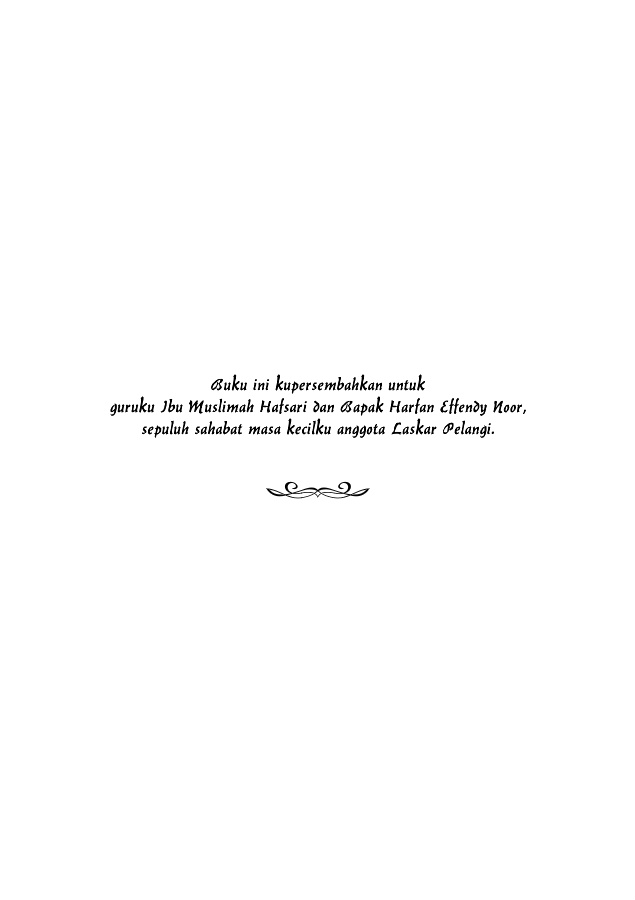 Buku ini kupersembahkan untuk
guruku Ibu Muslimah Hafsari dan Bapak Harfan Effendy Noor,
sepuluh sahabat masa kecilku anggota Laskar Pelangi.